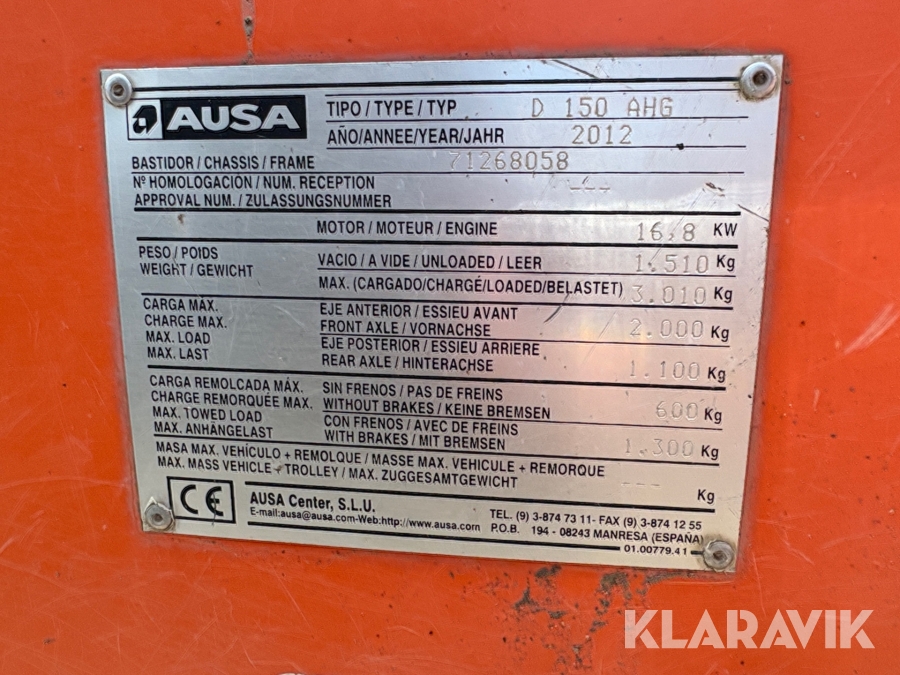 AUSA
TIPO / TYPE / TYP D 150 AHG
AÑO/ANNEE/YEAR/JAHR 2012
BASTIDOR / CHASSIS / FRAME 71268058
Nº HOMOLOGACIÓN / NUM. RECEPTION ---
APPROVAL NUM. / ZULASSUNGSNUMMER
MOTOR / MOTEUR / ENGINE 16,8 KW
PESO / POIDS
WEIGHT / GEWICHT
VACIO / A VIDE / UNLOADED / LEER 1.510 Kg
MAX. (CARGADO/CHARGÉ/LOADED/BELASTET) 3.010 Kg
CARGA MÁX.
CHARGE MAX.
MAX. LOAD
MAX. LAST
EJE ANTERIOR / ESSIEU AVANT
FRONT AXLE / VORNACHSE 2.000 Kg
EJE POSTERIOR / ESSIEU ARRIERE
REAR AXLE / HINTERACHSE 1.100 Kg
CARGA REMOLCADA MÁX.
CHARGE REMORQUÉE MAX.
MAX. TOWED LOAD
MAX. ANHÄNGELAST
SIN FRENOS / PAS DE FREINS
WITHOUT BRAKES / KEINE BREMSEN 600 Kg
CON FRENOS / AVEC DE FREINS
WITH BRAKES / MIT BREMSEN 1.300 Kg
MASA MAX. VEHÍCULO + REMOLQUE / MASSE MAX. VEHICULE + REMORQUE
MAX. MASS VEHICLE + TROLLEY / MAX. ZUGGESAMTGEWICHT --- Kg
CE
AUSA Center, S.L.U.
E-mail:ausa@ausa.com-Web:http://www.ausa.com
TEL. (9) 3-874 73 11- FAX (9) 3-874 12 55
P.O.B. 194 - 08243 MANRESA (ESPAÑA)
01.00779.41
KLARAVIK